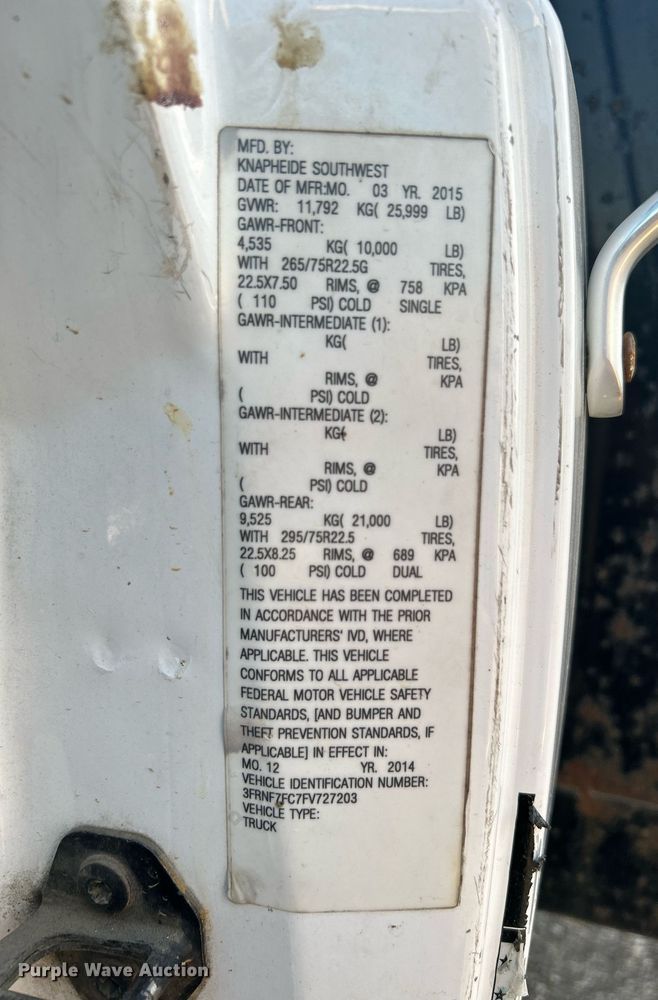 MFD. BY:
KNAPHEIDE SOUTHWEST
DATE OF MFR:MO. 03 YR. 2015
GVWR: 11,792 KG( 25,999 LB)
GAWR-FRONT:
4,535 KG( 10,000 LB)
WITH 265/75R22.5G TIRES,
22.5X7.50 RIMS, @ 758 KPA
( 110 PSI) COLD SINGLE
GAWR-INTERMEDIATE (1):
KG( LB)
WITH TIRES,
RIMS, @ KPA
( PSI) COLD
GAWR-INTERMEDIATE (2):
KG( LB)
WITH TIRES,
RIMS, @ KPA
( PSI) COLD
GAWR-REAR:
9,525 KG( 21,000 LB)
WITH 295/75R22.5 TIRES,
22.5X8.25 RIMS, @ 689 KPA
( 100 PSI) COLD DUAL
THIS VEHICLE HAS BEEN COMPLETED
IN ACCORDANCE WITH THE PRIOR
MANUFACTURERS' IVD, WHERE
APPLICABLE. THIS VEHICLE
CONFORMS TO ALL APPLICABLE
FEDERAL MOTOR VEHICLE SAFETY
STANDARDS, [AND BUMPER AND
THEFT PREVENTION STANDARDS, IF
APPLICABLE] IN EFFECT IN:
MO. 12 YR. 2014
VEHICLE IDENTIFICATION NUMBER:
3FRNF7FC7FV727203
VEHICLE TYPE:
TRUCK
Purple Wave Auction